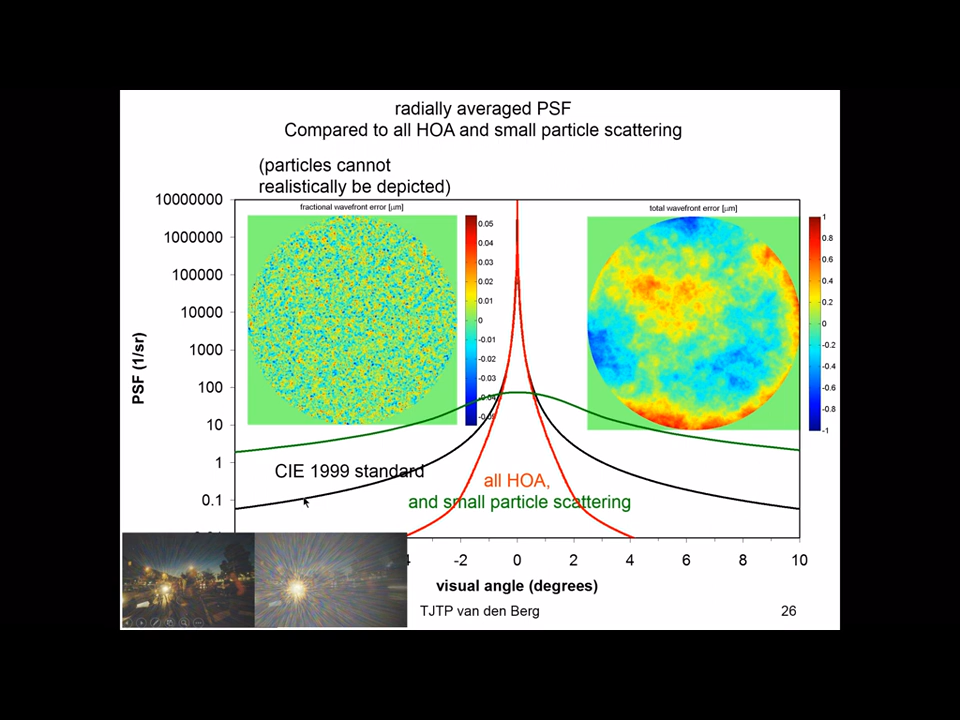 radially averaged PSF
Compared to all HOA and small particle scattering
(particles cannot
realistically be depicted)
fractional wavefront error [µm]
total wavefront error [µm]
10000000
1000000
100000
10000
1000
100
10
1
0.1
PSF (1/sr)
0.05
0.04
0.03
0.02
0.01
0
-0.01
-0.02
-0.03
-0.04
-0.05
1
0.8
0.6
0.4
0.2
0
-0.2
-0.4
-0.6
-0.8
-1
CIE 1999 standard
all HOA,
and small particle scattering
-2 0 2 4 6 8 10
visual angle (degrees)
TJTP van den Berg
26